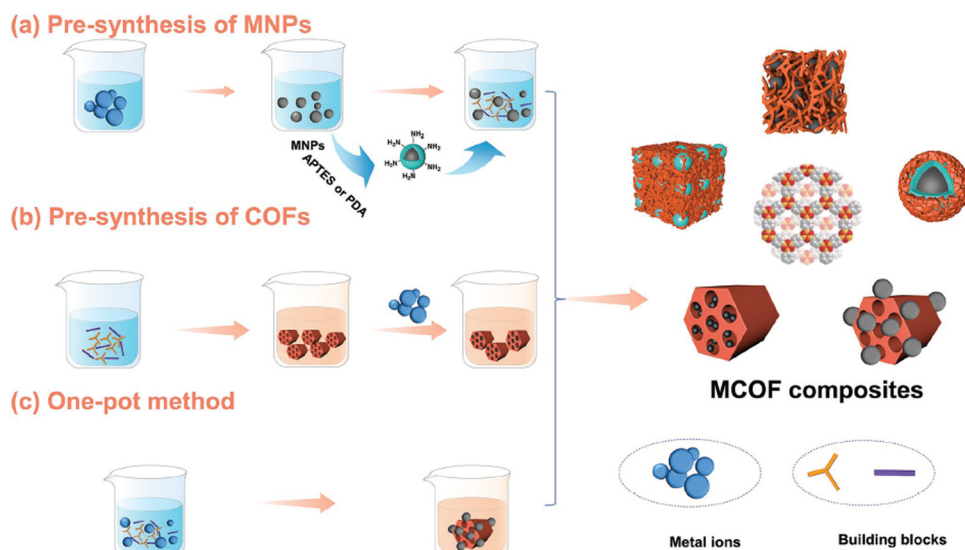 (a) Pre-synthesis of MNPs
MNPs
APTES or PDA
NH₂
H₂N
NH₂
H₂N
NH₂
H₂N
(b) Pre-synthesis of COFs
(c) One-pot method
MCOF composites
Metal ions
Building blocks